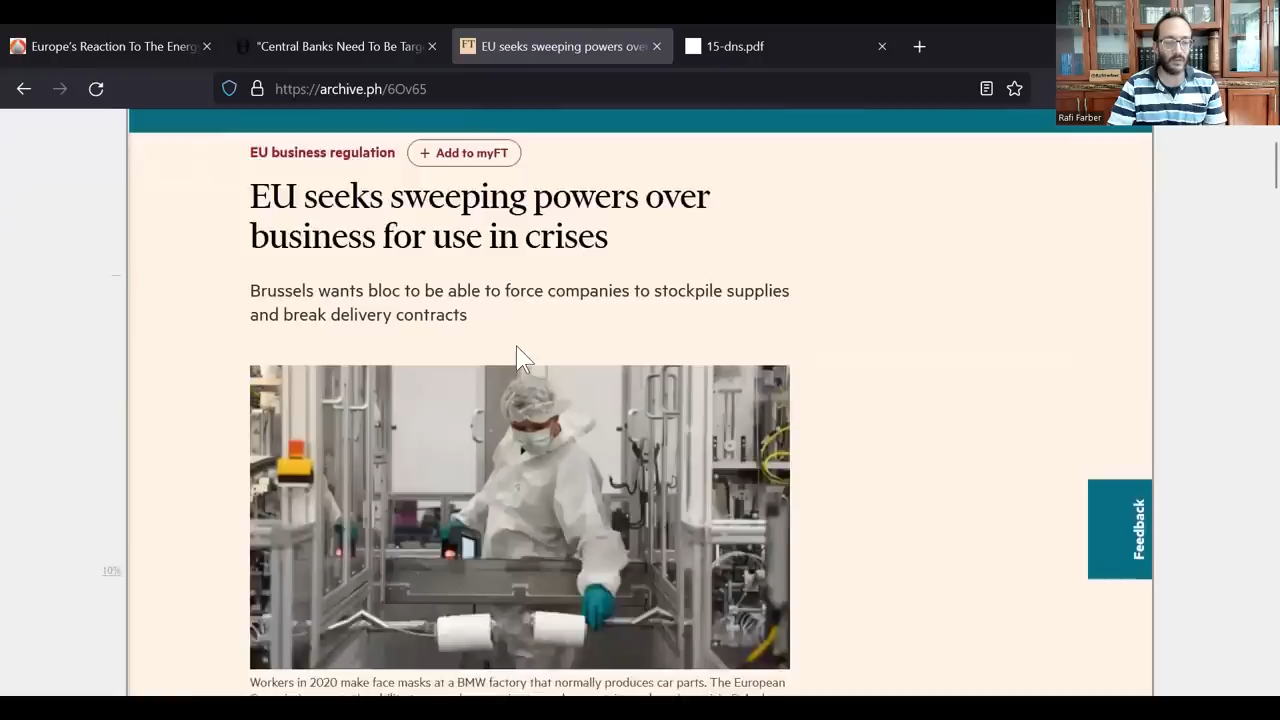 Europe's Reaction To The Energ
"Central Banks Need To Be Targ
FT
EU seeks sweeping powers over
15-dns.pdf
https://archive.ph/6Ov65
Rafi Farber
EU business regulation
+ Add to myFT
EU seeks sweeping powers over
business for use in crises
Brussels wants bloc to be able to force companies to stockpile supplies
and break delivery contracts
Feedback
10%
Workers in 2020 make face masks at a BMW factory that normally produces car parts. The European